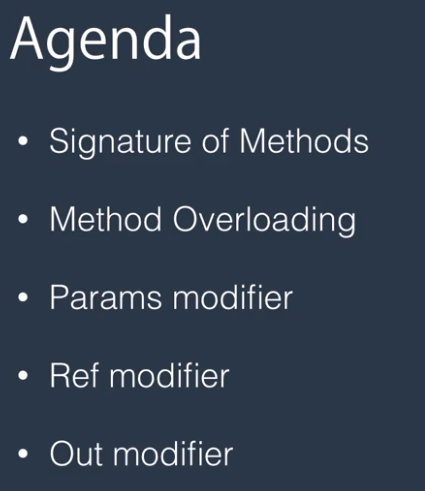 Agenda
• Signature of Methods
• Method Overloading
• Params modifier
• Ref modifier
• Out modifier